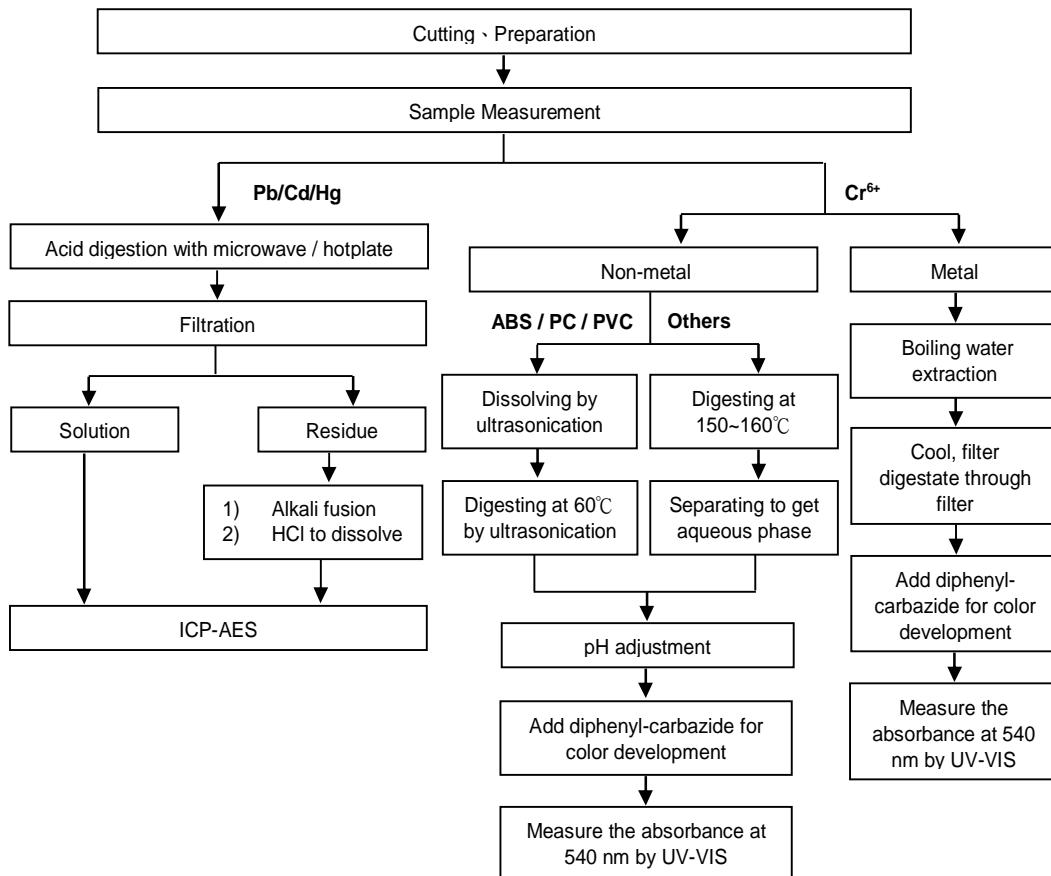 Cutting、Preparation
Sample Measurement
Pb/Cd/Hg
Acid digestion with microwave / hotplate
Filtration
Solution
Residue
1) Alkali fusion
2) HCl to dissolve
ICP-AES
Cr⁶⁺
Non-metal
ABS / PC / PVC
Others
Dissolving by
ultrasonication
Digesting at 60℃
by ultrasonication
Digesting at
150~160℃
Separating to get
aqueous phase
pH adjustment
Add diphenyl-carbazide for
color development
Measure the absorbance at
540 nm by UV-VIS
Metal
Boiling water
extraction
Cool, filter
digestate through
filter
Add diphenyl-
carbazide for color
development
Measure the
absorbance at 540
nm by UV-VIS